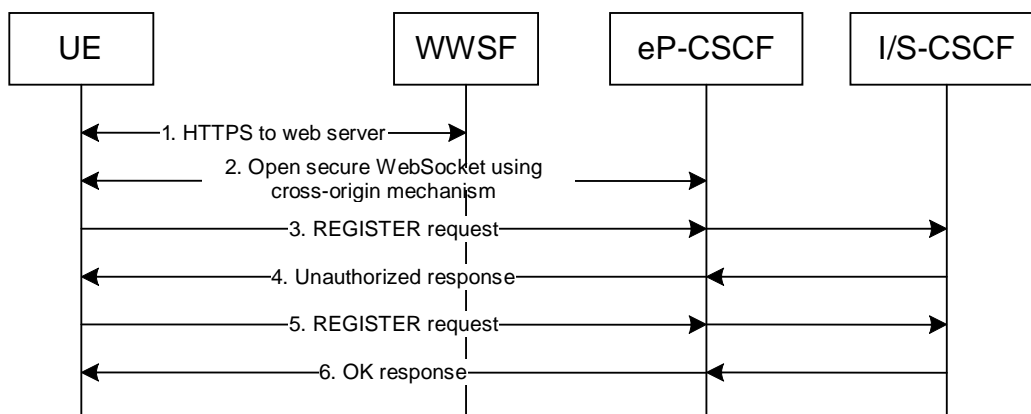 UE
WWSF
eP-CSCF
I/S-CSCF
1. HTTPS to web server
2. Open secure WebSocket using
cross-origin mechanism
3. REGISTER request
4. Unauthorized response
5. REGISTER request
6. OK response